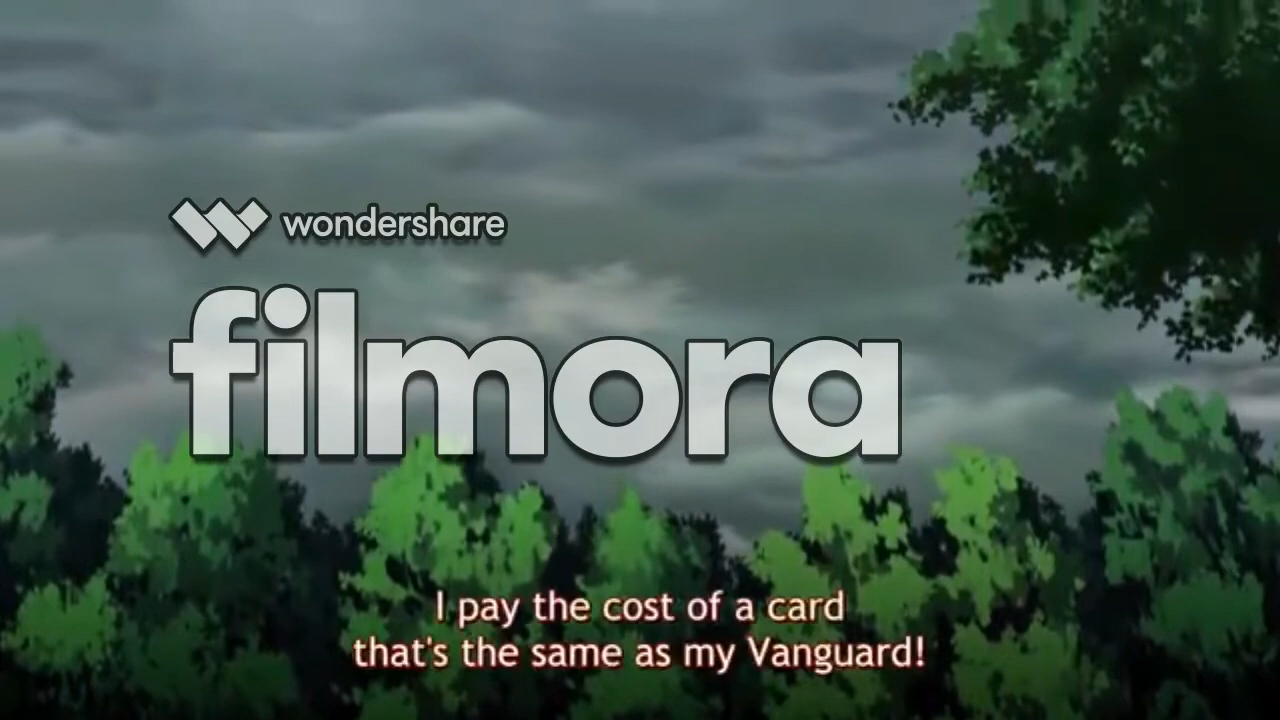 wondershare
filmora
I pay the cost of a card
that's the same as my Vanguard!